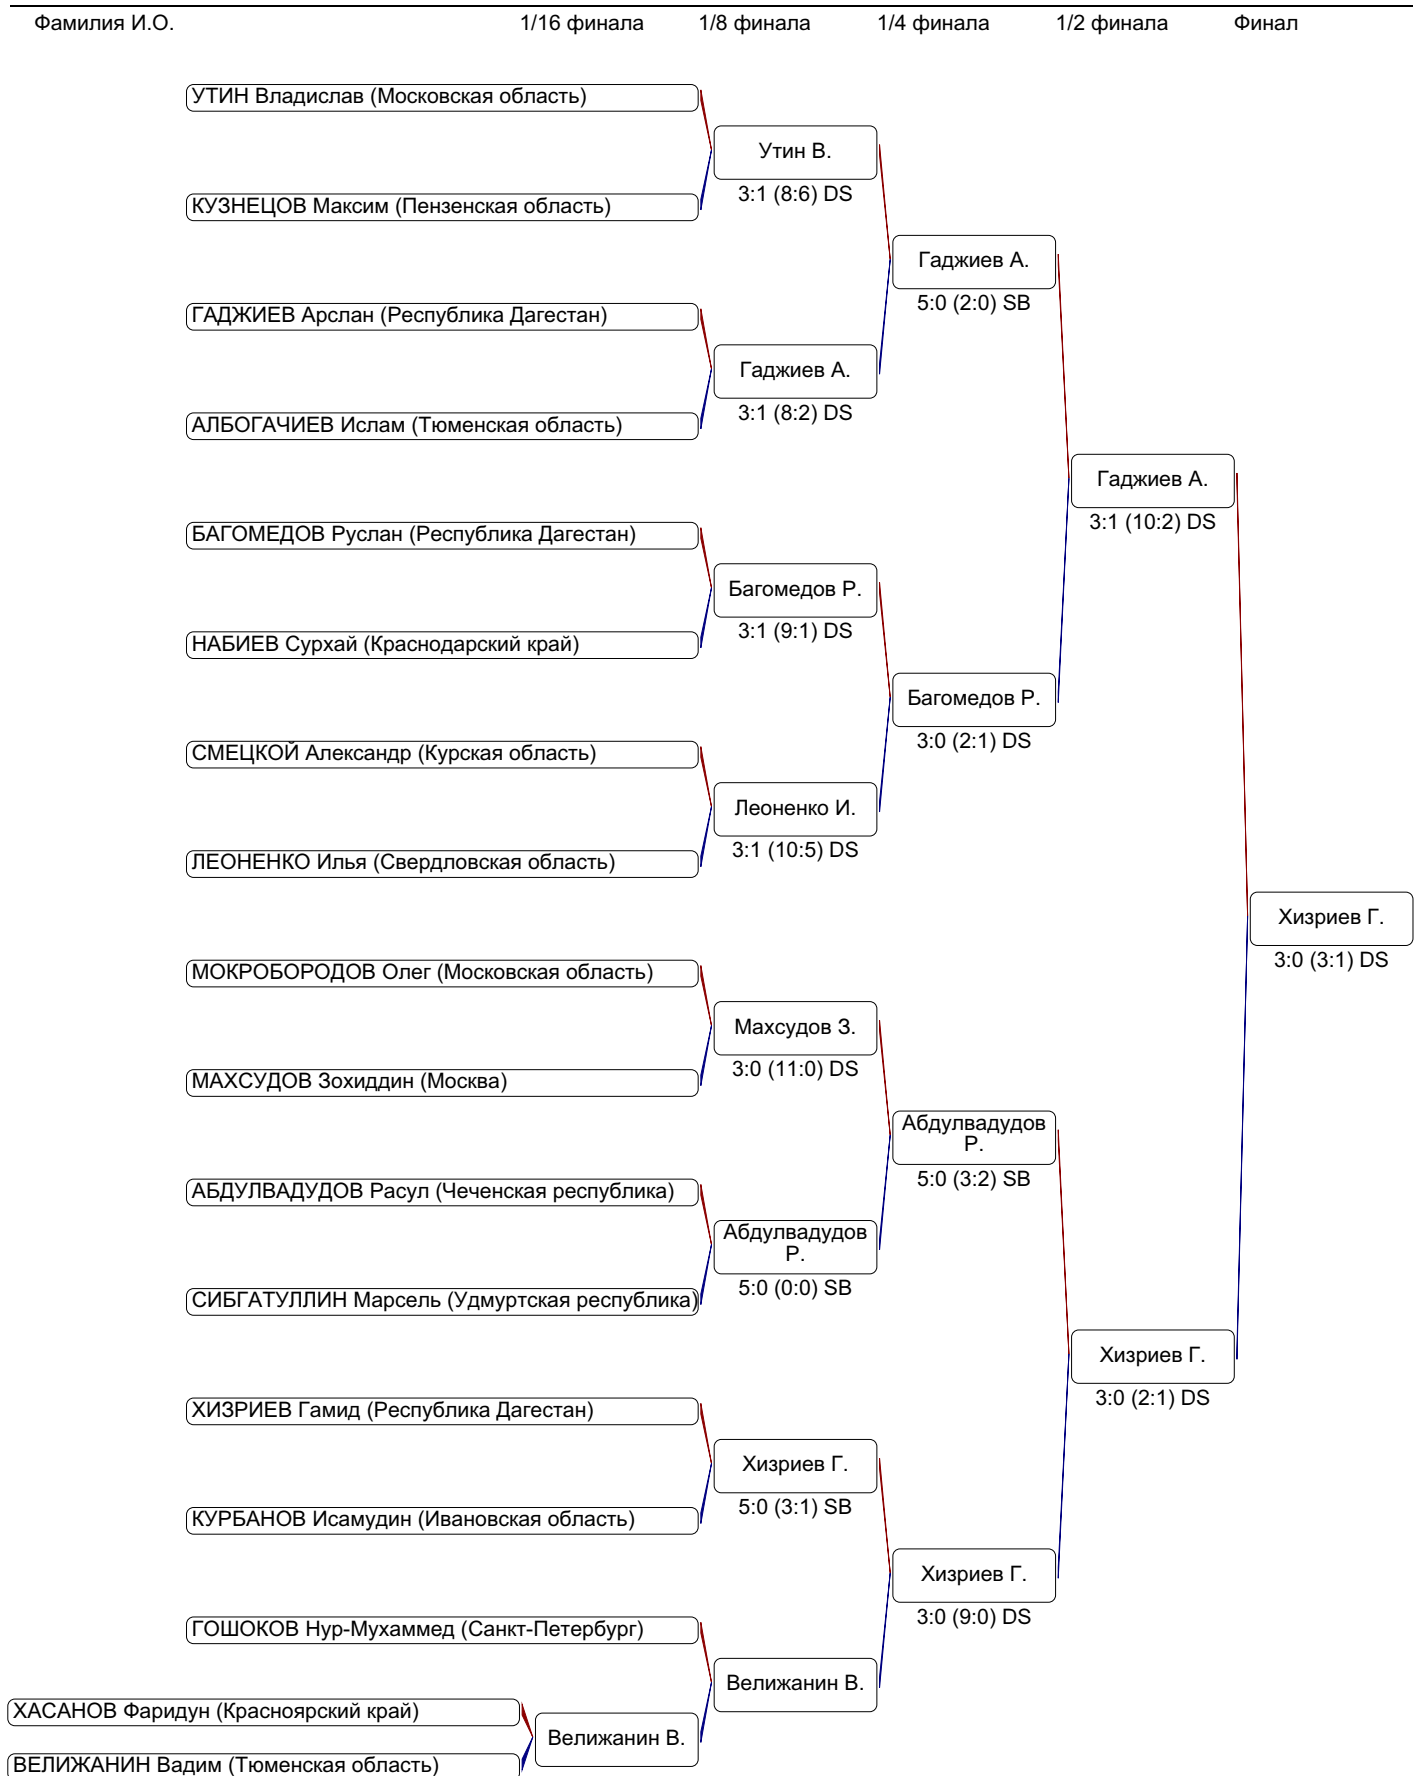 Фамилия И.О. 1/16 финала 1/8 финала 1/4 финала 1/2 финала Финал
УТИН Владислав (Московская область)
Утин В.
3:1 (8:6) DS
КУЗНЕЦОВ Максим (Пензенская область)
Гаджиев А.
5:0 (2:0) SB
ГАДЖИЕВ Арслан (Республика Дагестан)
Гаджиев А.
3:1 (8:2) DS
АЛБОГАЧИЕВ Ислам (Тюменская область)
Гаджиев А.
3:1 (10:2) DS
БАГОМЕДОВ Руслан (Республика Дагестан)
Багомедов Р.
3:1 (9:1) DS
НАБИЕВ Сурхай (Краснодарский край)
Багомедов Р.
3:0 (2:1) DS
СМЕЦКОЙ Александр (Курская область)
Леоненко И.
3:1 (10:5) DS
ЛЕОНЕНКО Илья (Свердловская область)
Хизриев Г.
3:0 (3:1) DS
МОКРОБОРОДОВ Олег (Московская область)
Махсудов З.
3:0 (11:0) DS
МАХСУДОВ Зохиддин (Москва)
Абдулвадудов
Р.
5:0 (3:2) SB
АБДУЛВАДУДОВ Расул (Чеченская республика)
Абдулвадудов
Р.
5:0 (0:0) SB
СИБГАТУЛЛИН Марсель (Удмуртская республика)
Хизриев Г.
3:0 (2:1) DS
ХИЗРИЕВ Гамид (Республика Дагестан)
Хизриев Г.
5:0 (3:1) SB
КУРБАНОВ Исамудин (Ивановская область)
Хизриев Г.
3:0 (9:0) DS
ГОШОКОВ Нур-Мухаммед (Санкт-Петербург)
Велижанин В.
ХАСАНОВ Фаридун (Красноярский край)
Велижанин В.
ВЕЛИЖАНИН Вадим (Тюменская область)